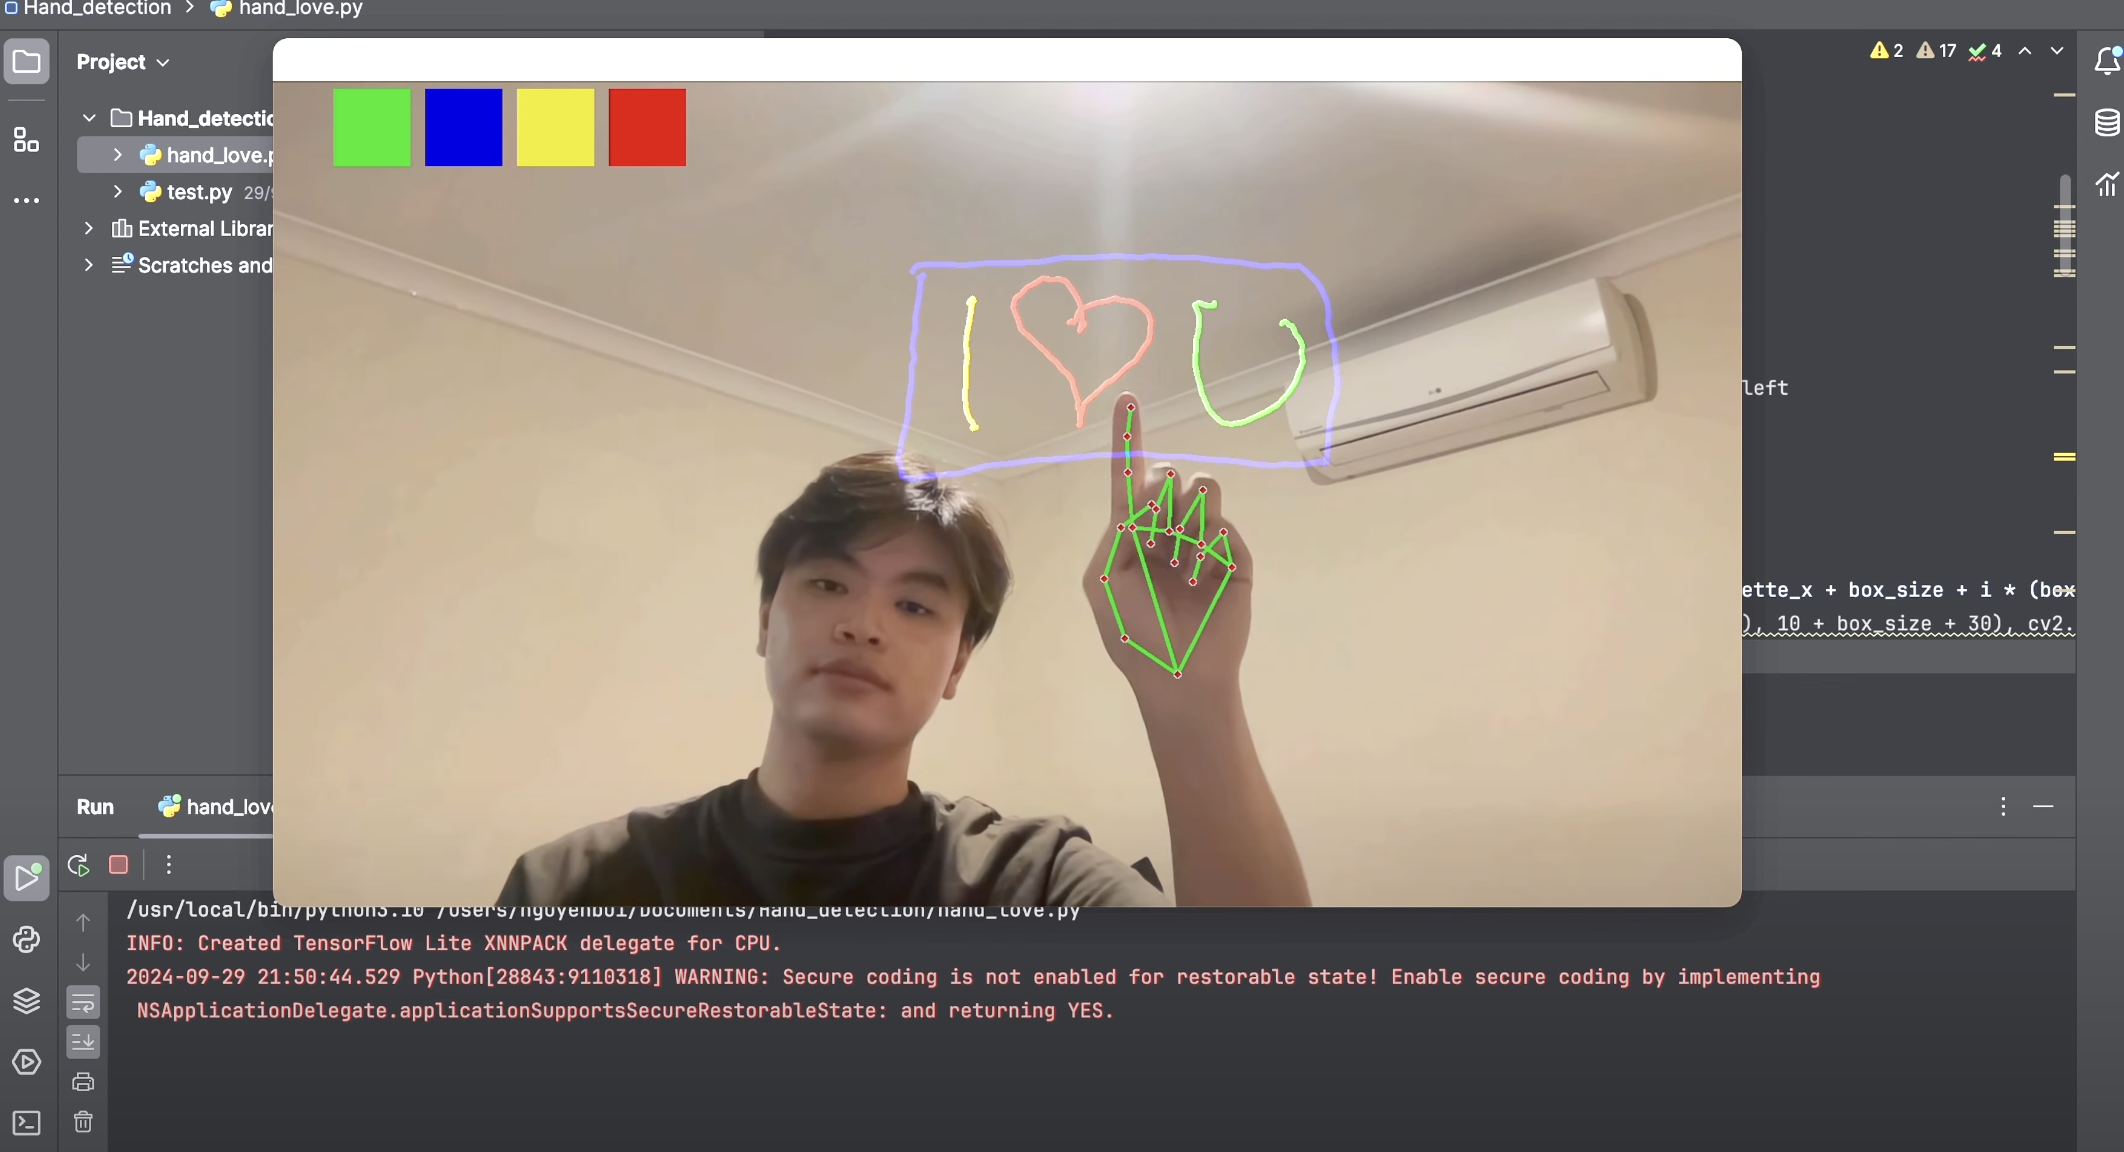 Hand_detection > hand_love.py
Project
2 17 4
Hand_detectio
hand_love.p
test.py 29/
External Librar
Scratches and
I ♡ U
left
ette_x + box_size + i * (box
), 10 + box_size + 30), cv2.
Run hand_lov
/usr/local/bin/python3.10 /Users/nguyenbui/Documents/Hand_detection/hand_love.py
INFO: Created TensorFlow Lite XNNPACK delegate for CPU.
2024-09-29 21:50:44.529 Python[28843:9110318] WARNING: Secure coding is not enabled for restorable state! Enable secure coding by implementing
NSApplicationDelegate.applicationSupportsSecureRestorableState: and returning YES.